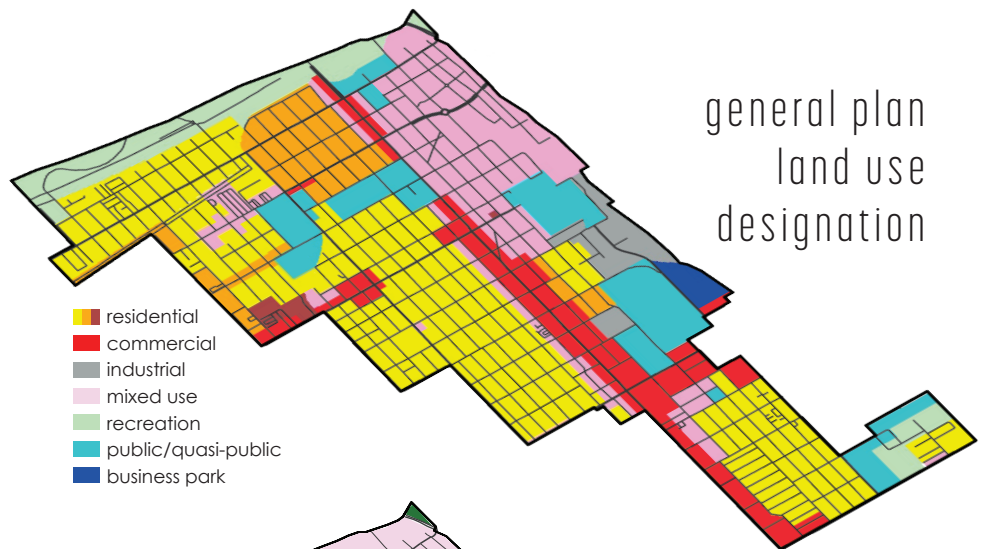 general plan
land use
designation
residential
commercial
industrial
mixed use
recreation
public/quasi-public
business park